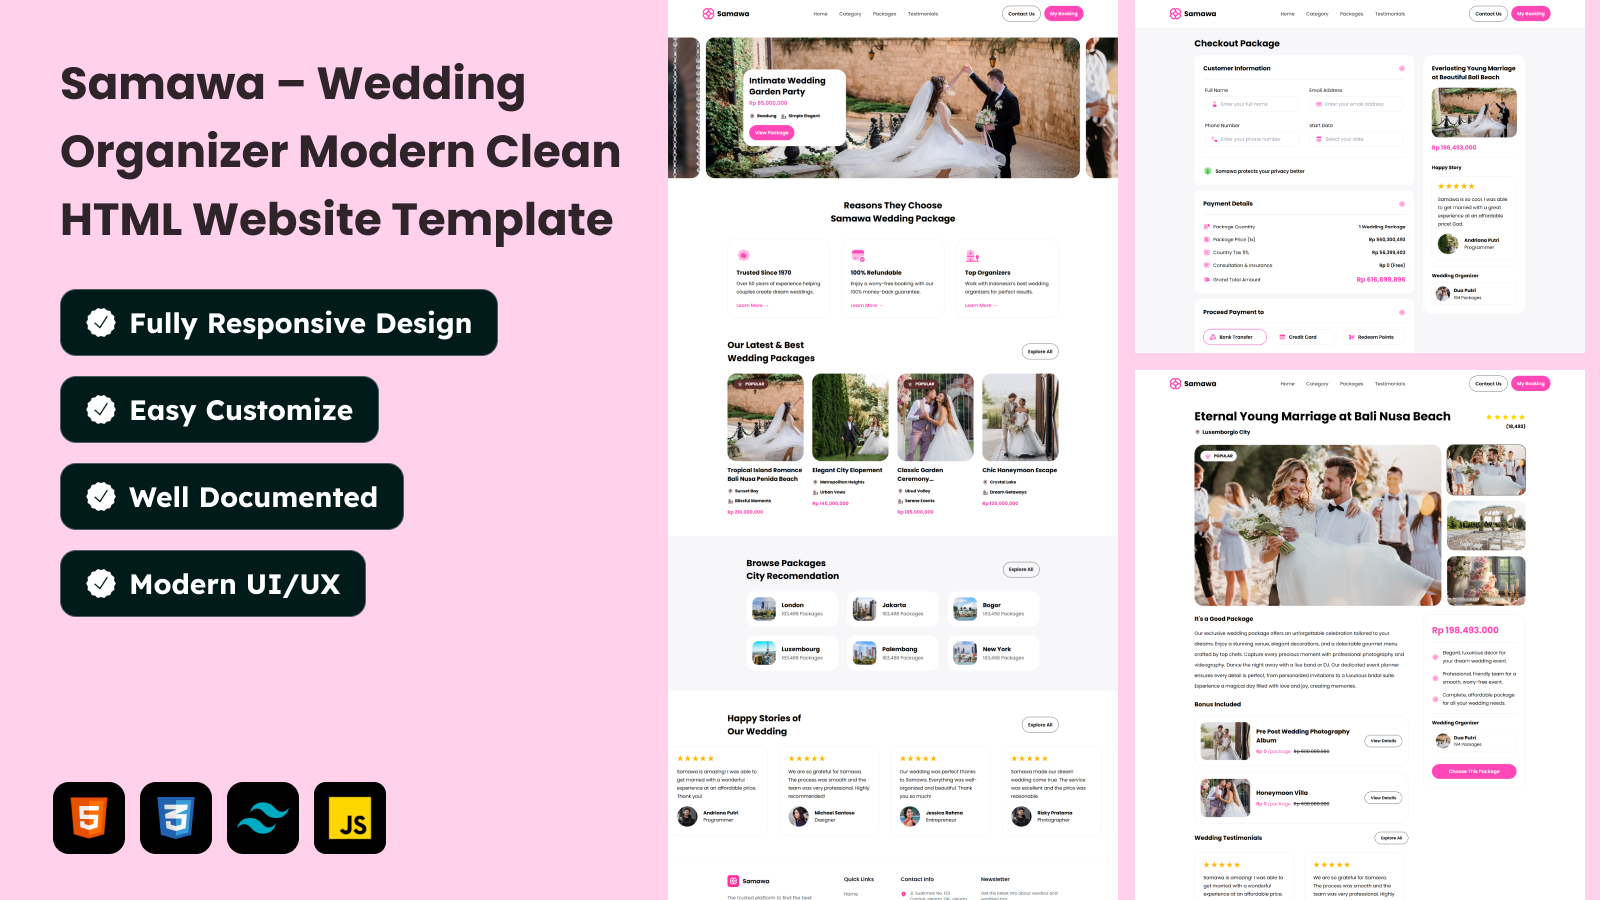 Samawa – Wedding
Organizer Modern Clean
HTML Website Template
Fully Responsive Design
Easy Customize
Well Documented
Modern UI/UX
5
3
JS
Samawa
Home Category Packages Testimonials
Contact Us My Booking
Intimate Wedding
Garden Party
Rp 85,000,000
Bandung Simple Elegant
View Package
Reasons They Choose
Samawa Wedding Package
Trusted Since 1970
Over 50 years of experience helping
couples create dream weddings.
Learn More →
100% Refundable
Enjoy a worry-free booking with our
100% money-back guarantee.
Learn More →
Top Organizers
Work with Indonesia's best wedding
organizers for perfect results.
Learn More →
Our Latest & Best
Wedding Packages
Explore All
POPULAR
POPULAR
Tropical Island Romance
Bali Nusa Penida Beach
Sunset Bay
Blissful Moments
Rp 210,000,000
Elegant City Elopement
Metropolitan Heights
Urban Vows
Rp 145,000,000
Classic Garden
Ceremony...
Ubud Valley
Serene Events
Rp 185,000,000
Chic Honeymoon Escape
Crystal Lake
Dream Getaways
Rp 125,000,000
Browse Packages
City Recomendation
Explore All
London
183,498 Packages
Jakarta
183,498 Packages
Bogor
183,498 Packages
Luxembourg
183,498 Packages
Palembang
183,498 Packages
New York
183,498 Packages
Happy Stories of
Our Wedding
Explore All
Samawa is amazing! I was able to
get married with a wonderful
experience at an affordable price.
Thank you!
Andriana Putri
Programmer
We are so grateful for Samawa.
The process was smooth and the
team was very professional. Highly
recommended!
Michael Santoso
Designer
Our wedding was perfect thanks
to Samawa. Everything was well-
organized and beautiful. Thank
you so much!
Jessica Rahma
Entrepreneur
Samawa made our dream
wedding come true. The service
was excellent and the price was
reasonable.
Rizky Pratama
Photographer
Samawa
The trusted platform to find the best
Quick Links
Home
Contact Info
Jl. Sudirman No. 123
Newsletter
Get the latest info about vendors and
Samawa
Home Category Packages Testimonials
Contact Us My Booking
Checkout Package
Customer Information
Full Name
Enter your full name
Email Address
Enter your email address
Phone Number
Enter your phone number
Start Date
Select your date
Samawa protects your privacy better
Payment Details
Package Quantity 1 Wedding Package
Package Price (1x) Rp 560,300,493
Country Tax 11% Rp 56,399,403
Consultation & Insurance Rp 0 (Free)
Grand Total Amount Rp 616,699,896
Proceed Payment to
Bank Transfer Credit Card Redeem Points
Everlasting Young Marriage
at Beautiful Bali Beach
Rp 198,493,000
Happy Story
Samawa is so cool. I was able
to get married with a great
experience at an affordable
price! God.
Andriana Putri
Programmer
Wedding Organizer
Dua Putri
194 Packages
Samawa
Home Category Packages Testimonials
Contact Us My Booking
Eternal Young Marriage at Bali Nusa Beach
Luxemborgio City
(18,492)
POPULAR
It's a Good Package
Our exclusive wedding package offers an unforgettable celebration tailored to your
dreams. Enjoy a stunning venue, elegant decorations, and a delectable gourmet menu
crafted by top chefs. Capture every precious moment with professional photography and
videography. Dance the night away with a live band or DJ. Our dedicated event planner
ensures every detail is perfect, from personalized invitations to a luxurious bridal suite.
Experience a magical day filled with love and joy, creating memories.
Bonus Included
Pre Post Wedding Photography
Album
Rp 0 /package Rp 500.000.000
View Details
Honeymoon Villa
Rp 0 /package Rp 500.000.000
View Details
Wedding Testimonials
Explore All
Samawa is amazing! I was able to
get married with a wonderful
experience at an affordable price.
We are so grateful for Samawa.
The process was smooth and the
team was very professional. Highly
Rp 198.493.000
Elegant, luxurious decor for
your dream wedding event.
Professional, friendly team for a
smooth, worry-free event.
Complete, affordable package
for all your wedding needs.
Wedding Organizer
Dua Putri
194 Packages
Choose This Package